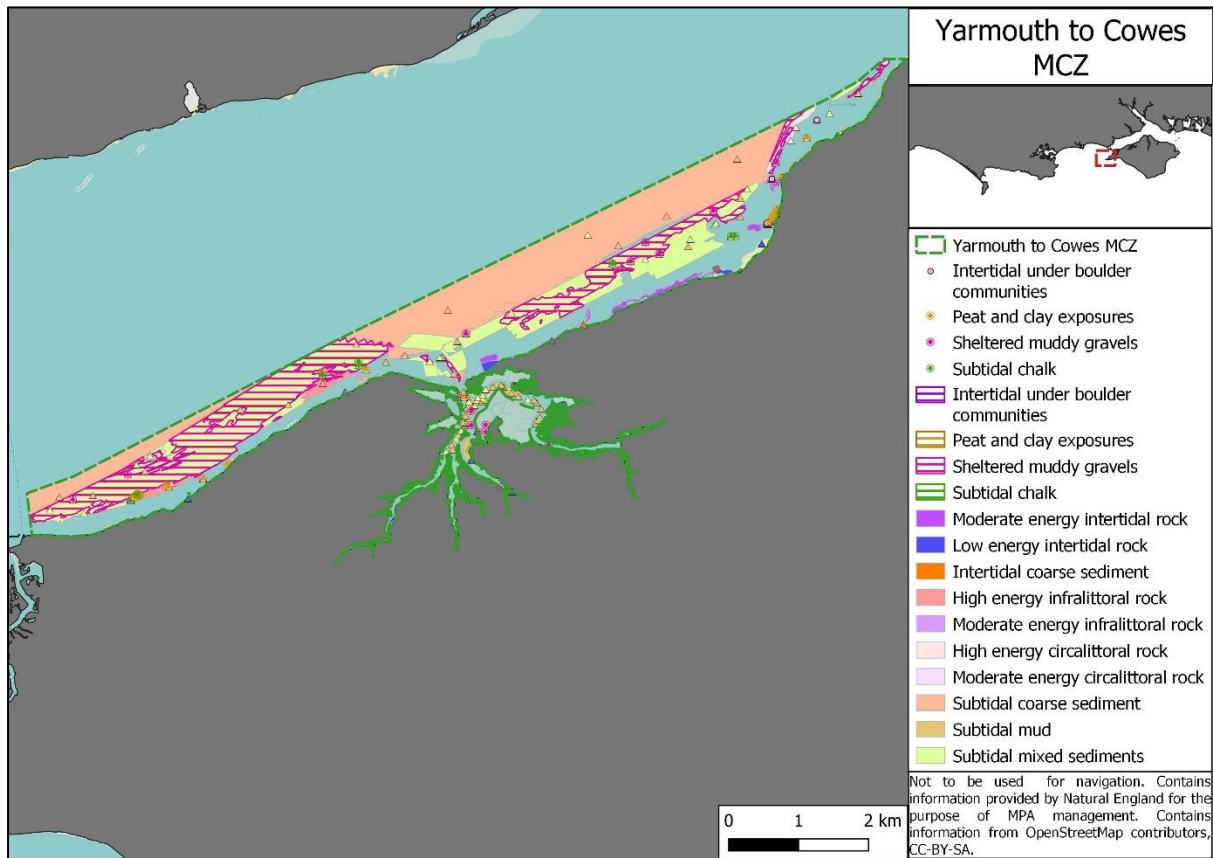 Yarmouth to Cowes
MCZ
Yarmouth to Cowes MCZ
Intertidal under boulder
communities
Peat and clay exposures
Sheltered muddy gravels
Subtidal chalk
Intertidal under boulder
communities
Peat and clay exposures
Sheltered muddy gravels
Subtidal chalk
Moderate energy intertidal rock
Low energy intertidal rock
Intertidal coarse sediment
High energy infralittoral rock
Moderate energy infralittoral rock
High energy circalittoral rock
Moderate energy circalittoral rock
Subtidal coarse sediment
Subtidal mud
Subtidal mixed sediments
Not to be used for navigation. Contains
information provided by Natural England for the
purpose of MPA management. Contains
information from OpenStreetMap contributors,
CC-BY-SA.
0 1 2 km